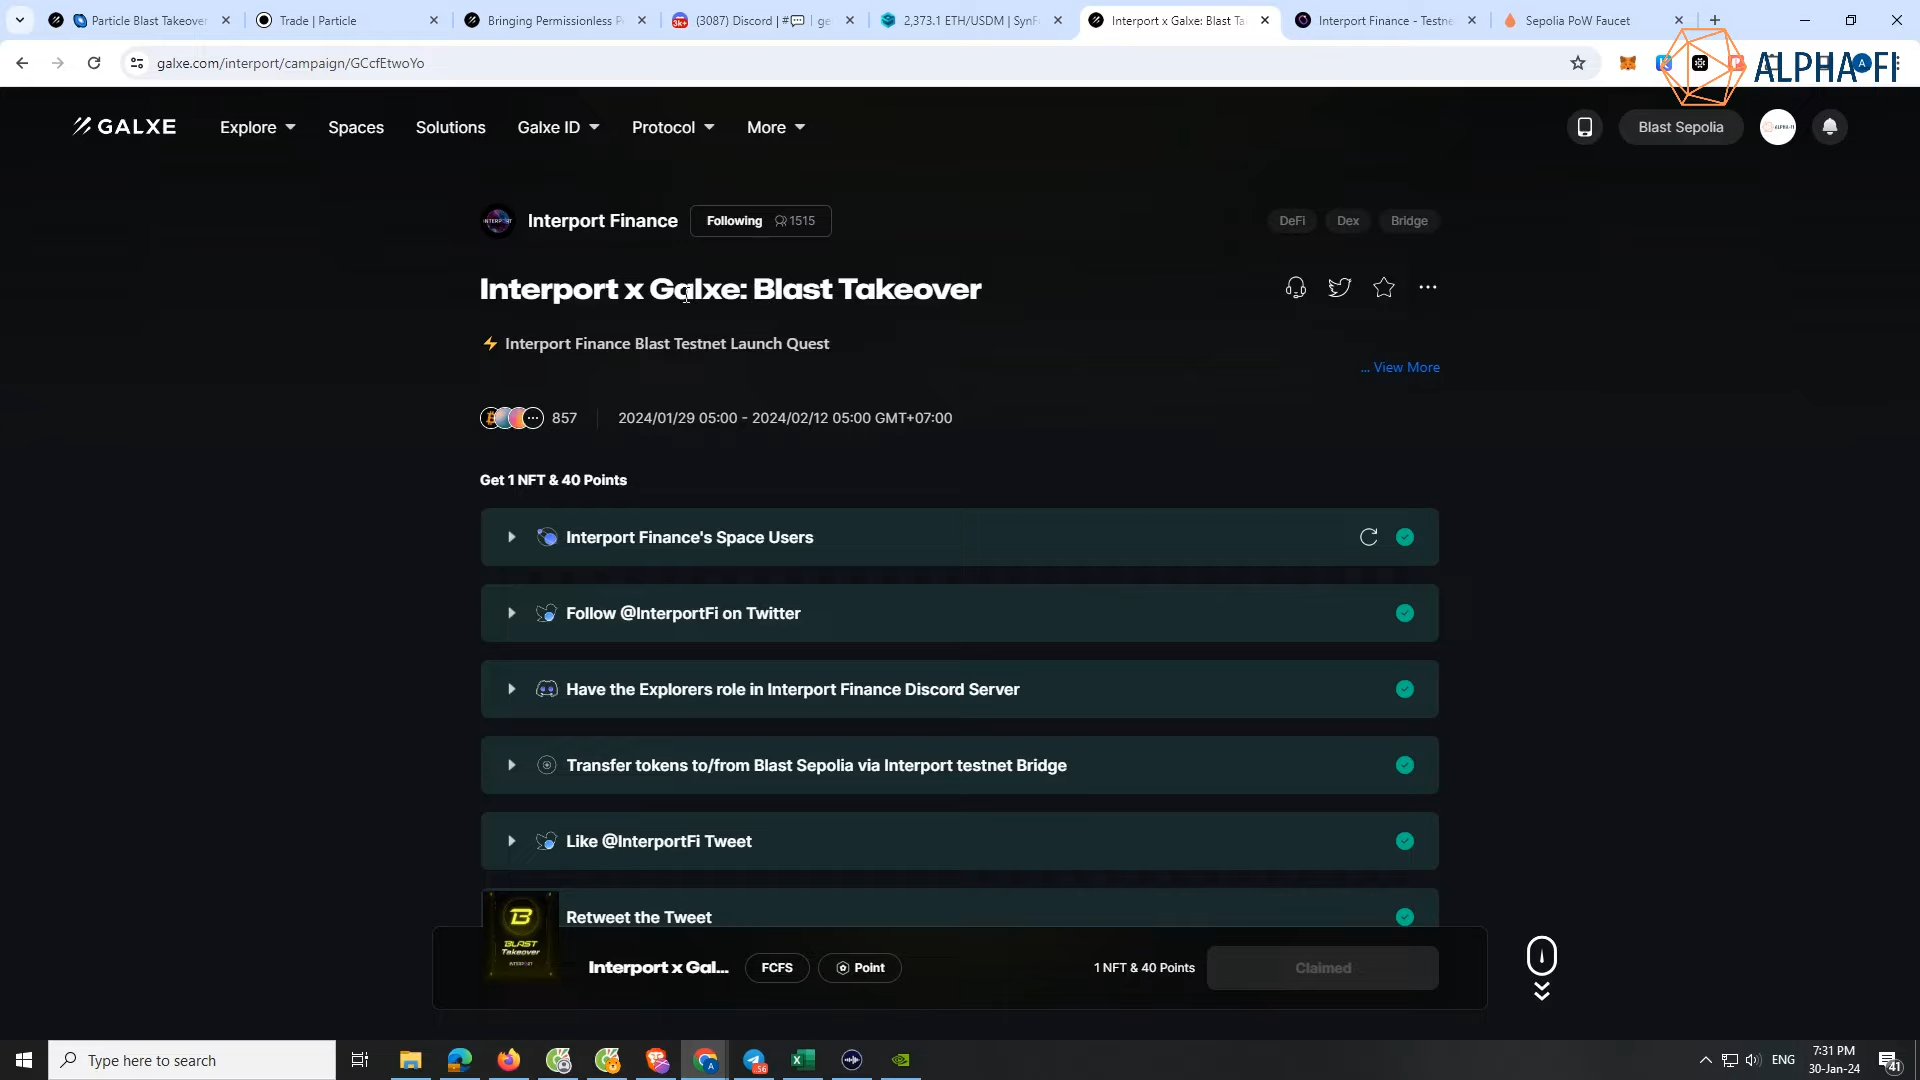 Particle Blast Takeover
Trade | Particle
Bringing Permissionless P
(3087) Discord | #💬 | ge
2,373.1 ETH/USDM | SynF
Interport x Galxe: Blast Ta
Interport Finance - Testne
Sepolia PoW Faucet
galxe.com/interport/campaign/GCcfEtwoYo
ALPHA FI
GALXE
Explore
Spaces
Solutions
Galxe ID
Protocol
More
Blast Sepolia
Interport Finance
Following 1515
DeFi
Dex
Bridge
Interport x Galxe: Blast Takeover
⚡ Interport Finance Blast Testnet Launch Quest
... View More
857
2024/01/29 05:00 - 2024/02/12 05:00 GMT+07:00
Get 1 NFT & 40 Points
Interport Finance's Space Users
Follow @InterportFi on Twitter
Have the Explorers role in Interport Finance Discord Server
Transfer tokens to/from Blast Sepolia via Interport testnet Bridge
Like @InterportFi Tweet
Retweet the Tweet
BLAST
Takeover
INTERPORT
Interport x Gal...
FCFS
Point
1 NFT & 40 Points
Claimed
Type here to search
56
ENG
7:31 PM
30-Jan-24
41